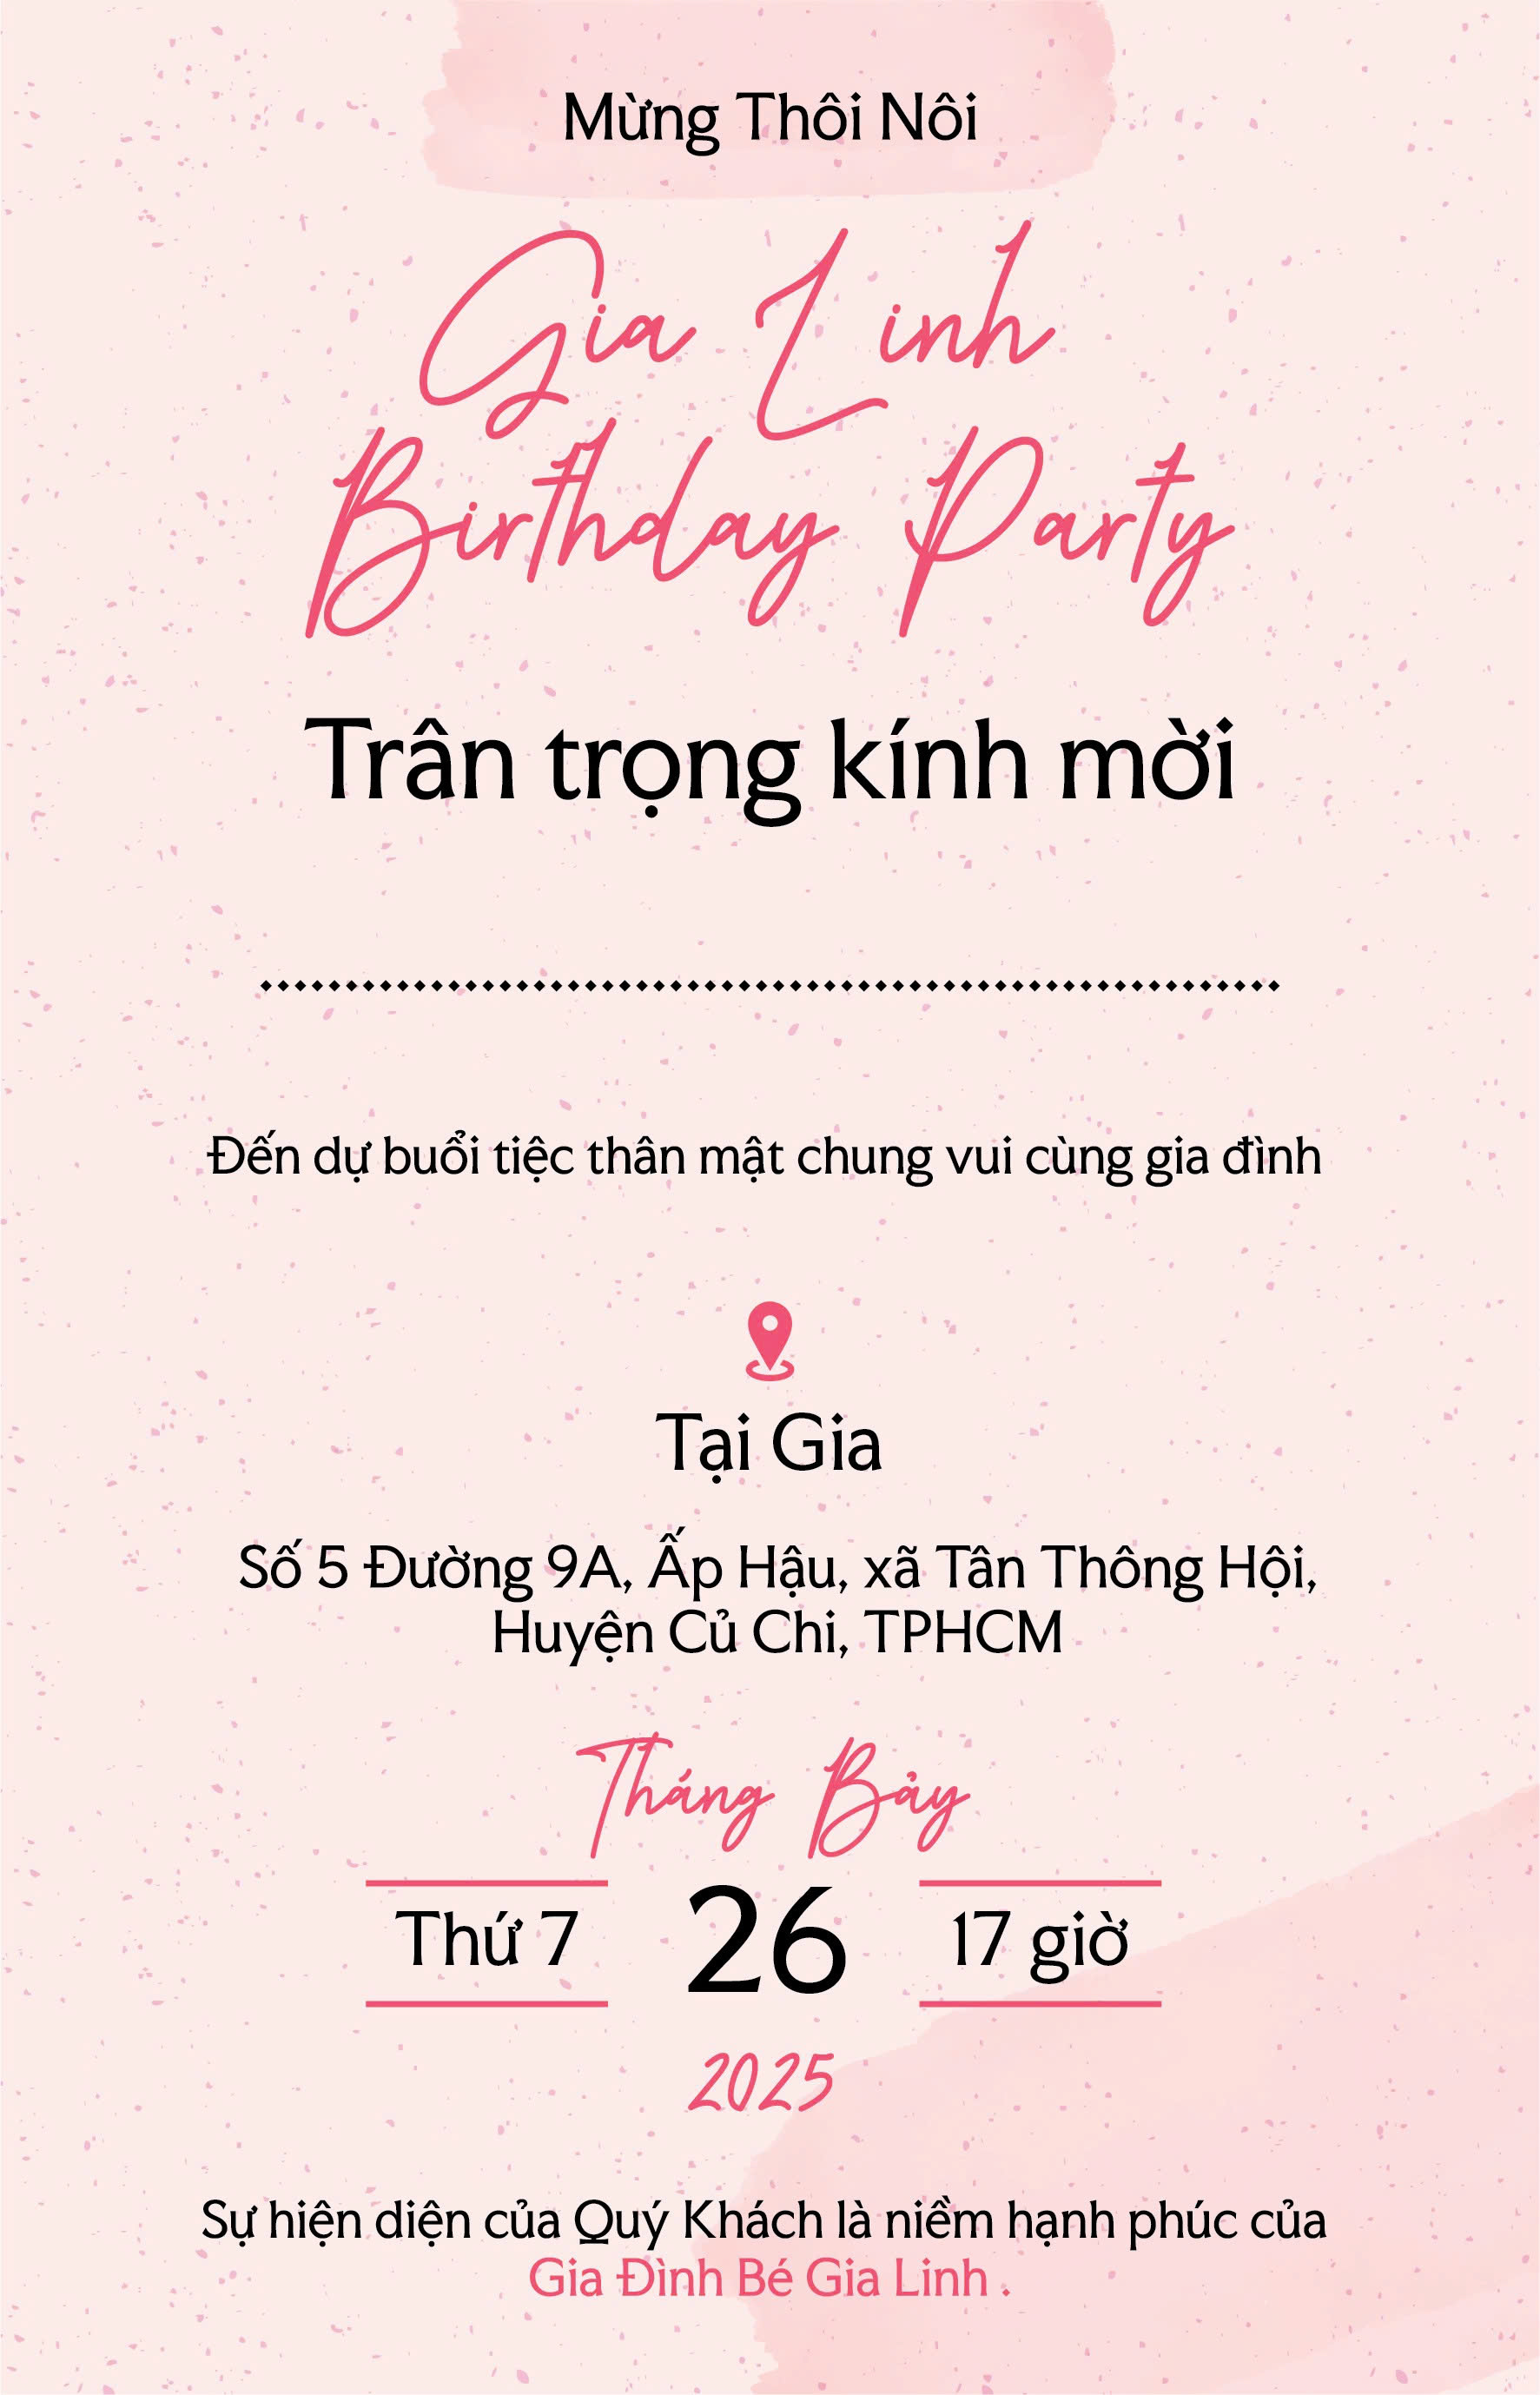 Mừng Thôi Nôi
Gia Linh
Birthday Party
Trân trọng kính mời
Đến dự buổi tiệc thân mật chung vui cùng gia đình
Tại Gia
Số 5 Đường 9A, Ấp Hậu, xã Tân Thông Hội,
Huyện Củ Chi, TPHCM
Tháng Bảy
Thứ 7 26 17 giờ
2025
Sự hiện diện của Quý Khách là niềm hạnh phúc của
Gia Đình Bé Gia Linh .